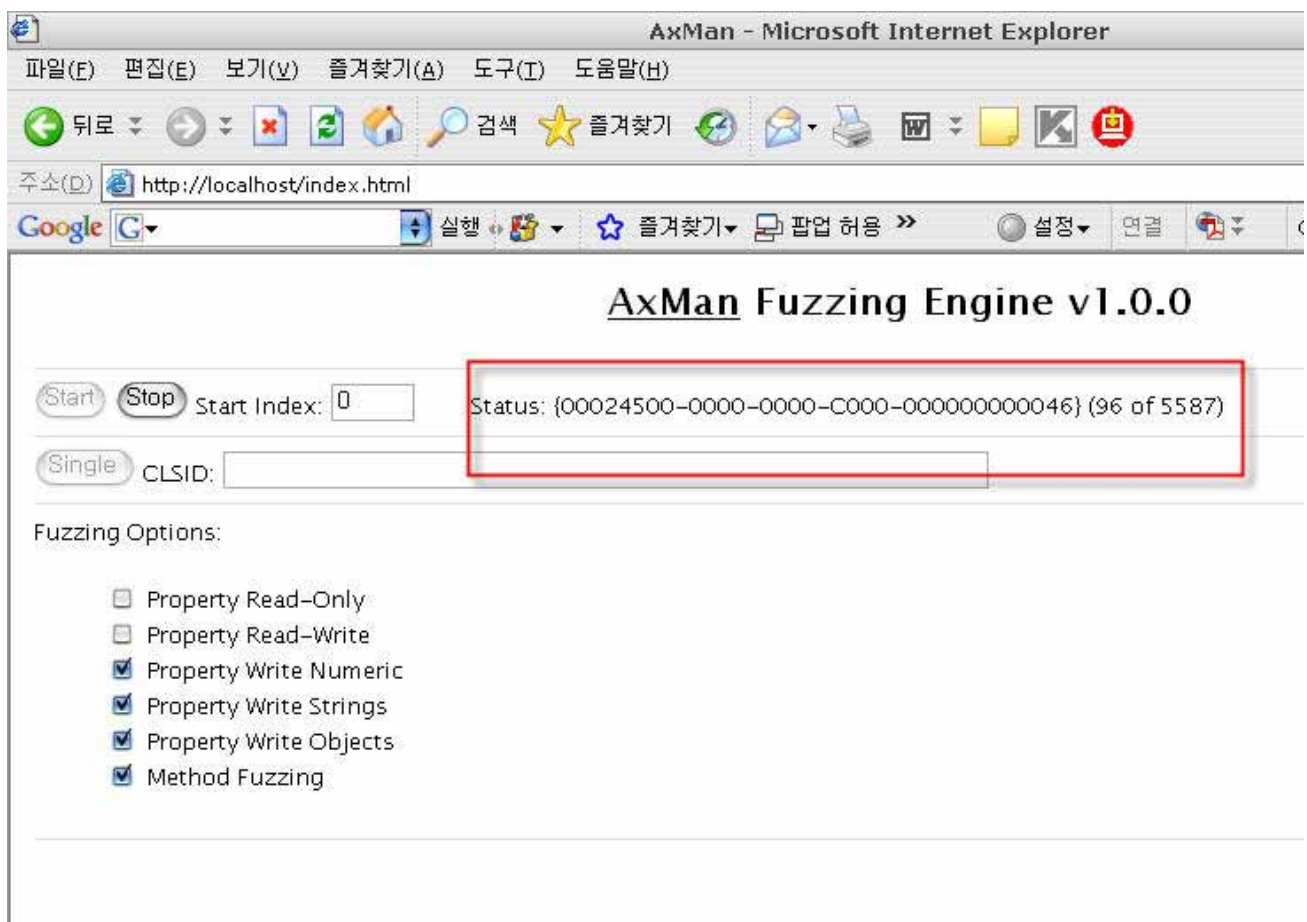 AxMan - Microsoft Internet Explorer
파일(F) 편집(E) 보기(V) 즐겨찾기(A) 도구(T) 도움말(H)
뒤로 검색 즐겨찾기
주소(D) http://localhost/index.html
Google G 실행 즐겨찾기 팝업 허용 » 설정 연결
AxMan Fuzzing Engine v1.0.0
Start Stop Start Index: 0 Status: {00024500-0000-0000-C000-000000000046} (96 of 5587)
Single CLSID:
Fuzzing Options:
Property Read-Only
Property Read-Write
Property Write Numeric
Property Write Strings
Property Write Objects
Method Fuzzing